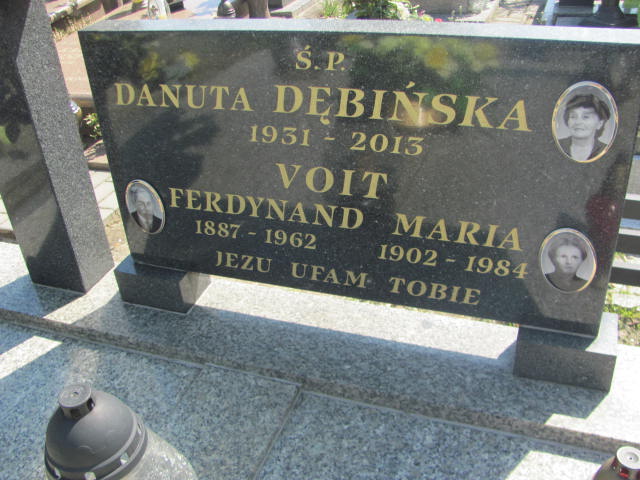 Ś.P.
DANUTA DĘBIŃSKA
1931 - 2013
VOIT
FERDYNAND MARIA
1887 - 1962 1902 - 1984
JEZU UFAM TOBIE